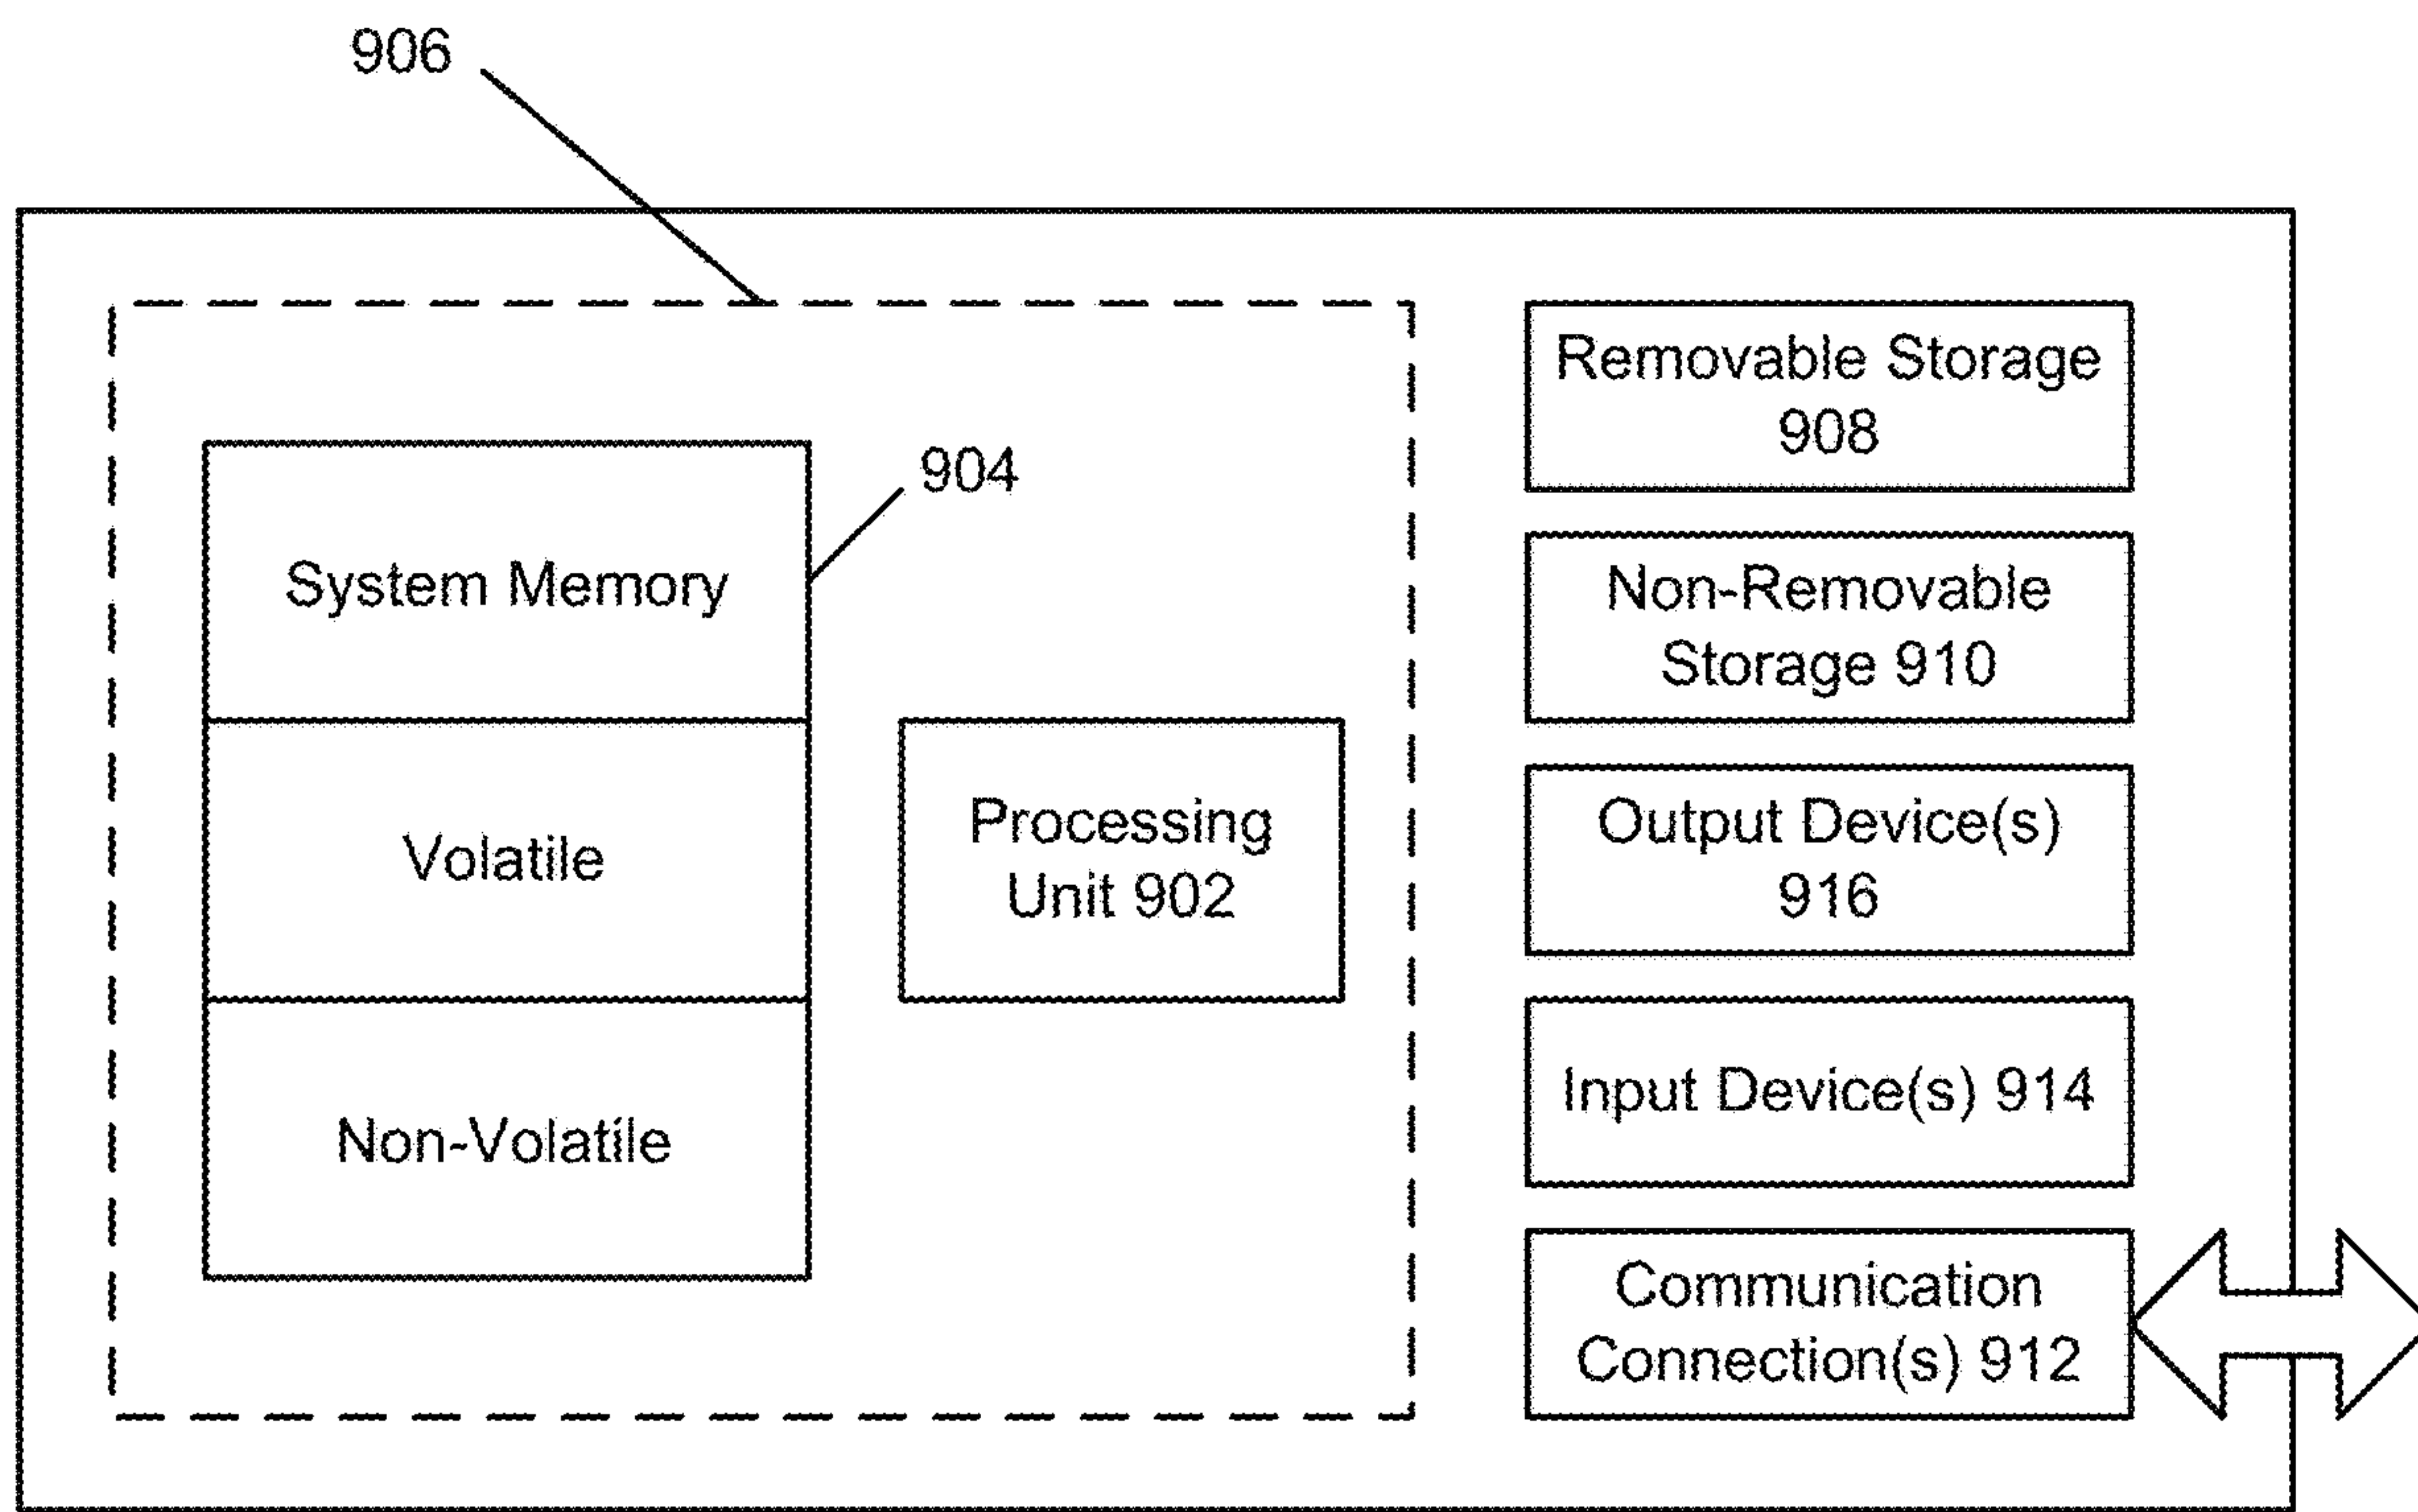 906
904
System Memory
Volatile
Non-Volatile
Processing
Unit 902
Removable Storage
908
Non-Removable
Storage 910
Output Device(s)
916
Input Device(s) 914
Communication
Connection(s) 912